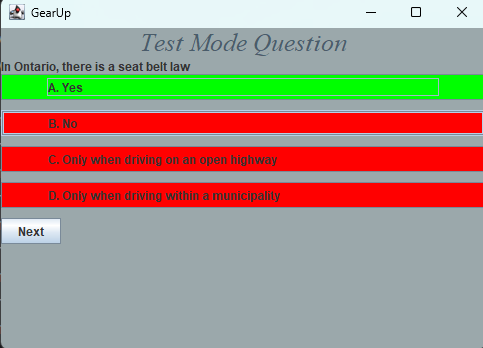 GearUp
Test Mode Question
In Ontario, there is a seat belt law
A. Yes
B. No
C. Only when driving on an open highway
D. Only when driving within a municipality
Next